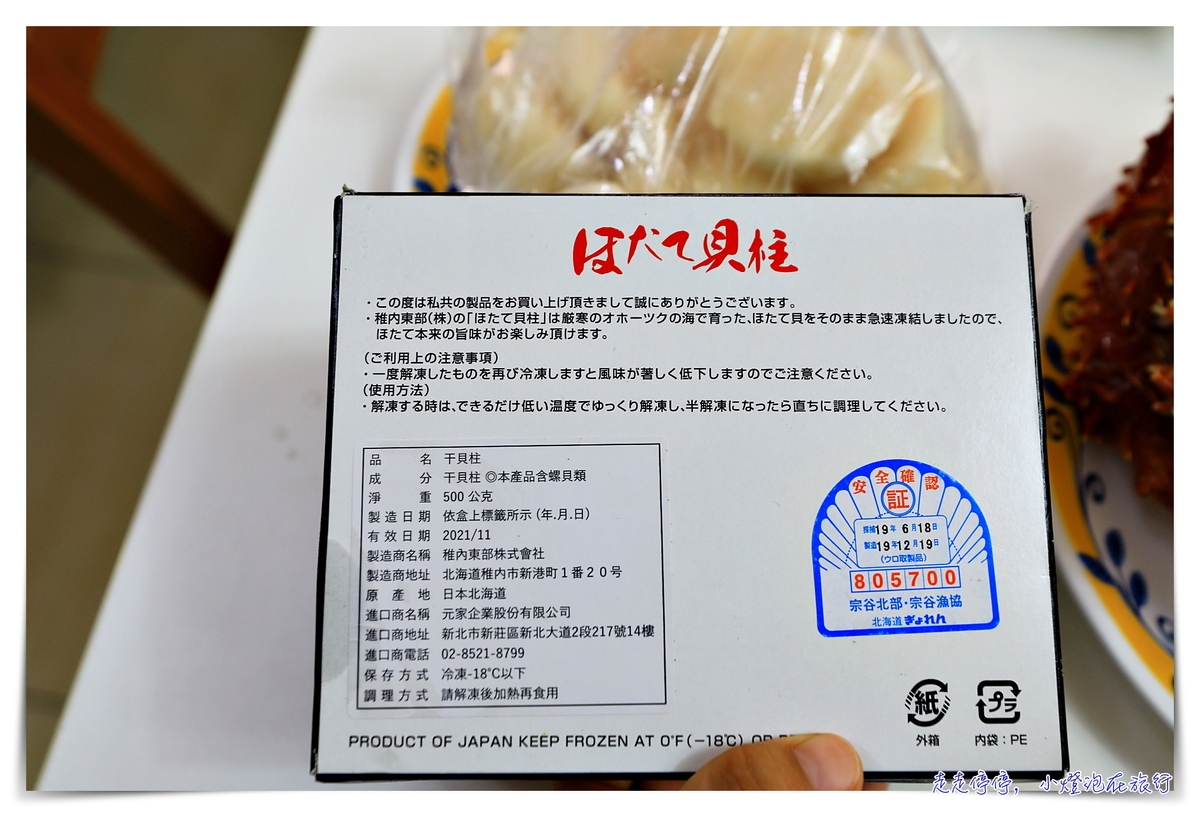 ほたて貝柱
・この度は私共の製品をお買い上げ頂きまして誠にありがとうございます。
・稚内東部(株)の「ほたて貝柱」は厳寒のオホーツクの海で育った、ほたて貝をそのまま急速凍結しましたので、
ほたて本来の旨味がお楽しみ頂けます。
(ご利用上の注意事項)
・一度解凍したものを再び冷凍しますと風味が著しく低下しますのでご注意ください。
(使用方法)
・解凍する時は、できるだけ低い温度でゆっくり解凍し、半解凍になったら直ちに調理してください。
品名 干貝柱
成分 干貝柱 ◎本產品含螺貝類
淨重 500 公克
製造日期 依盒上標籤所示 (年.月.日)
有效日期 2021/11
製造商名稱 稚內東部株式會社
製造商地址 北海道稚内市新港町1番20号
原產地 日本北海道
進口商名稱 元家企業股份有限公司
進口商地址 新北市新莊區新北大道2段217號14樓
進口商電話 02-8521-8799
保存方式 冷凍-18°C以下
調理方式 請解凍後加熱再食用
安全確認
証
採捕19年 6月18日
製造19年12月19日
(ウロ取製品)
805700
宗谷北部・宗谷漁協
北海道ぎょれん
紙
外箱
プラ
内袋:PE
PRODUCT OF JAPAN KEEP FROZEN AT 0°F(−18℃) OR
走走停停，小燈泡在旅行